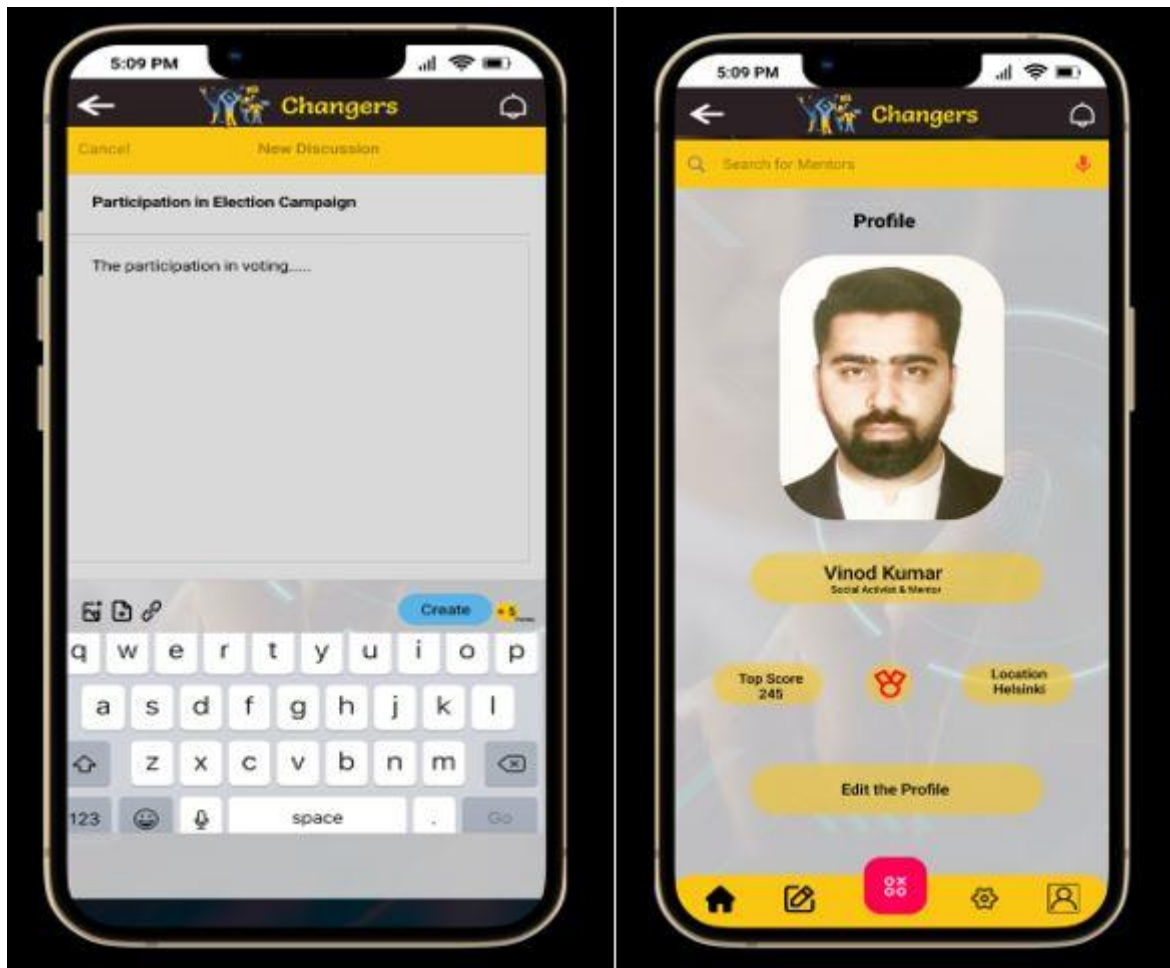 5:09 PM
Changers
Cancel New Discussion
Participation in Election Campaign
The participation in voting.....
Create + 5
q w e r t y u i o p
a s d f g h j k l
z x c v b n m
123 space . Go
5:09 PM
Changers
Search for Mentors
Profile
Vinod Kumar
Social Activist & Mentor
Top Score
245
Location
Helsinki
Edit the Profile